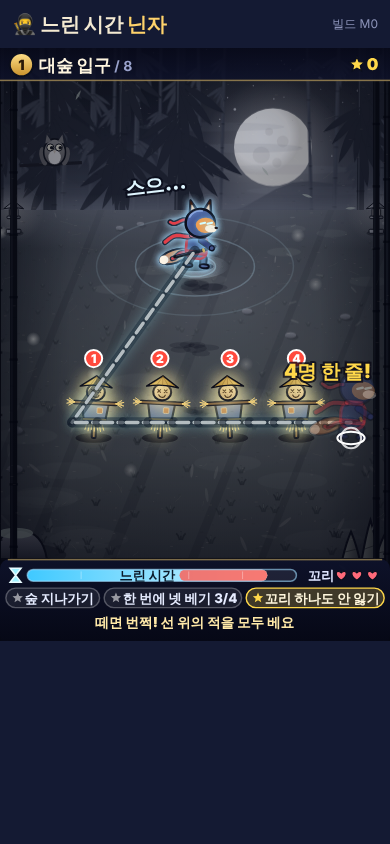 느린 시간 닌자
빌드 M0
1 대숲 입구 / 8
★ 0
스으...
1 2 3 4
4명 한 줄!
느린 시간
꼬리 ♥ ♥ ♥
★ 숲 지나가기
★ 한 번에 넷 베기 3/4
★ 꼬리 하나도 안 잃기
떼면 번쩍! 선 위의 적을 모두 베요